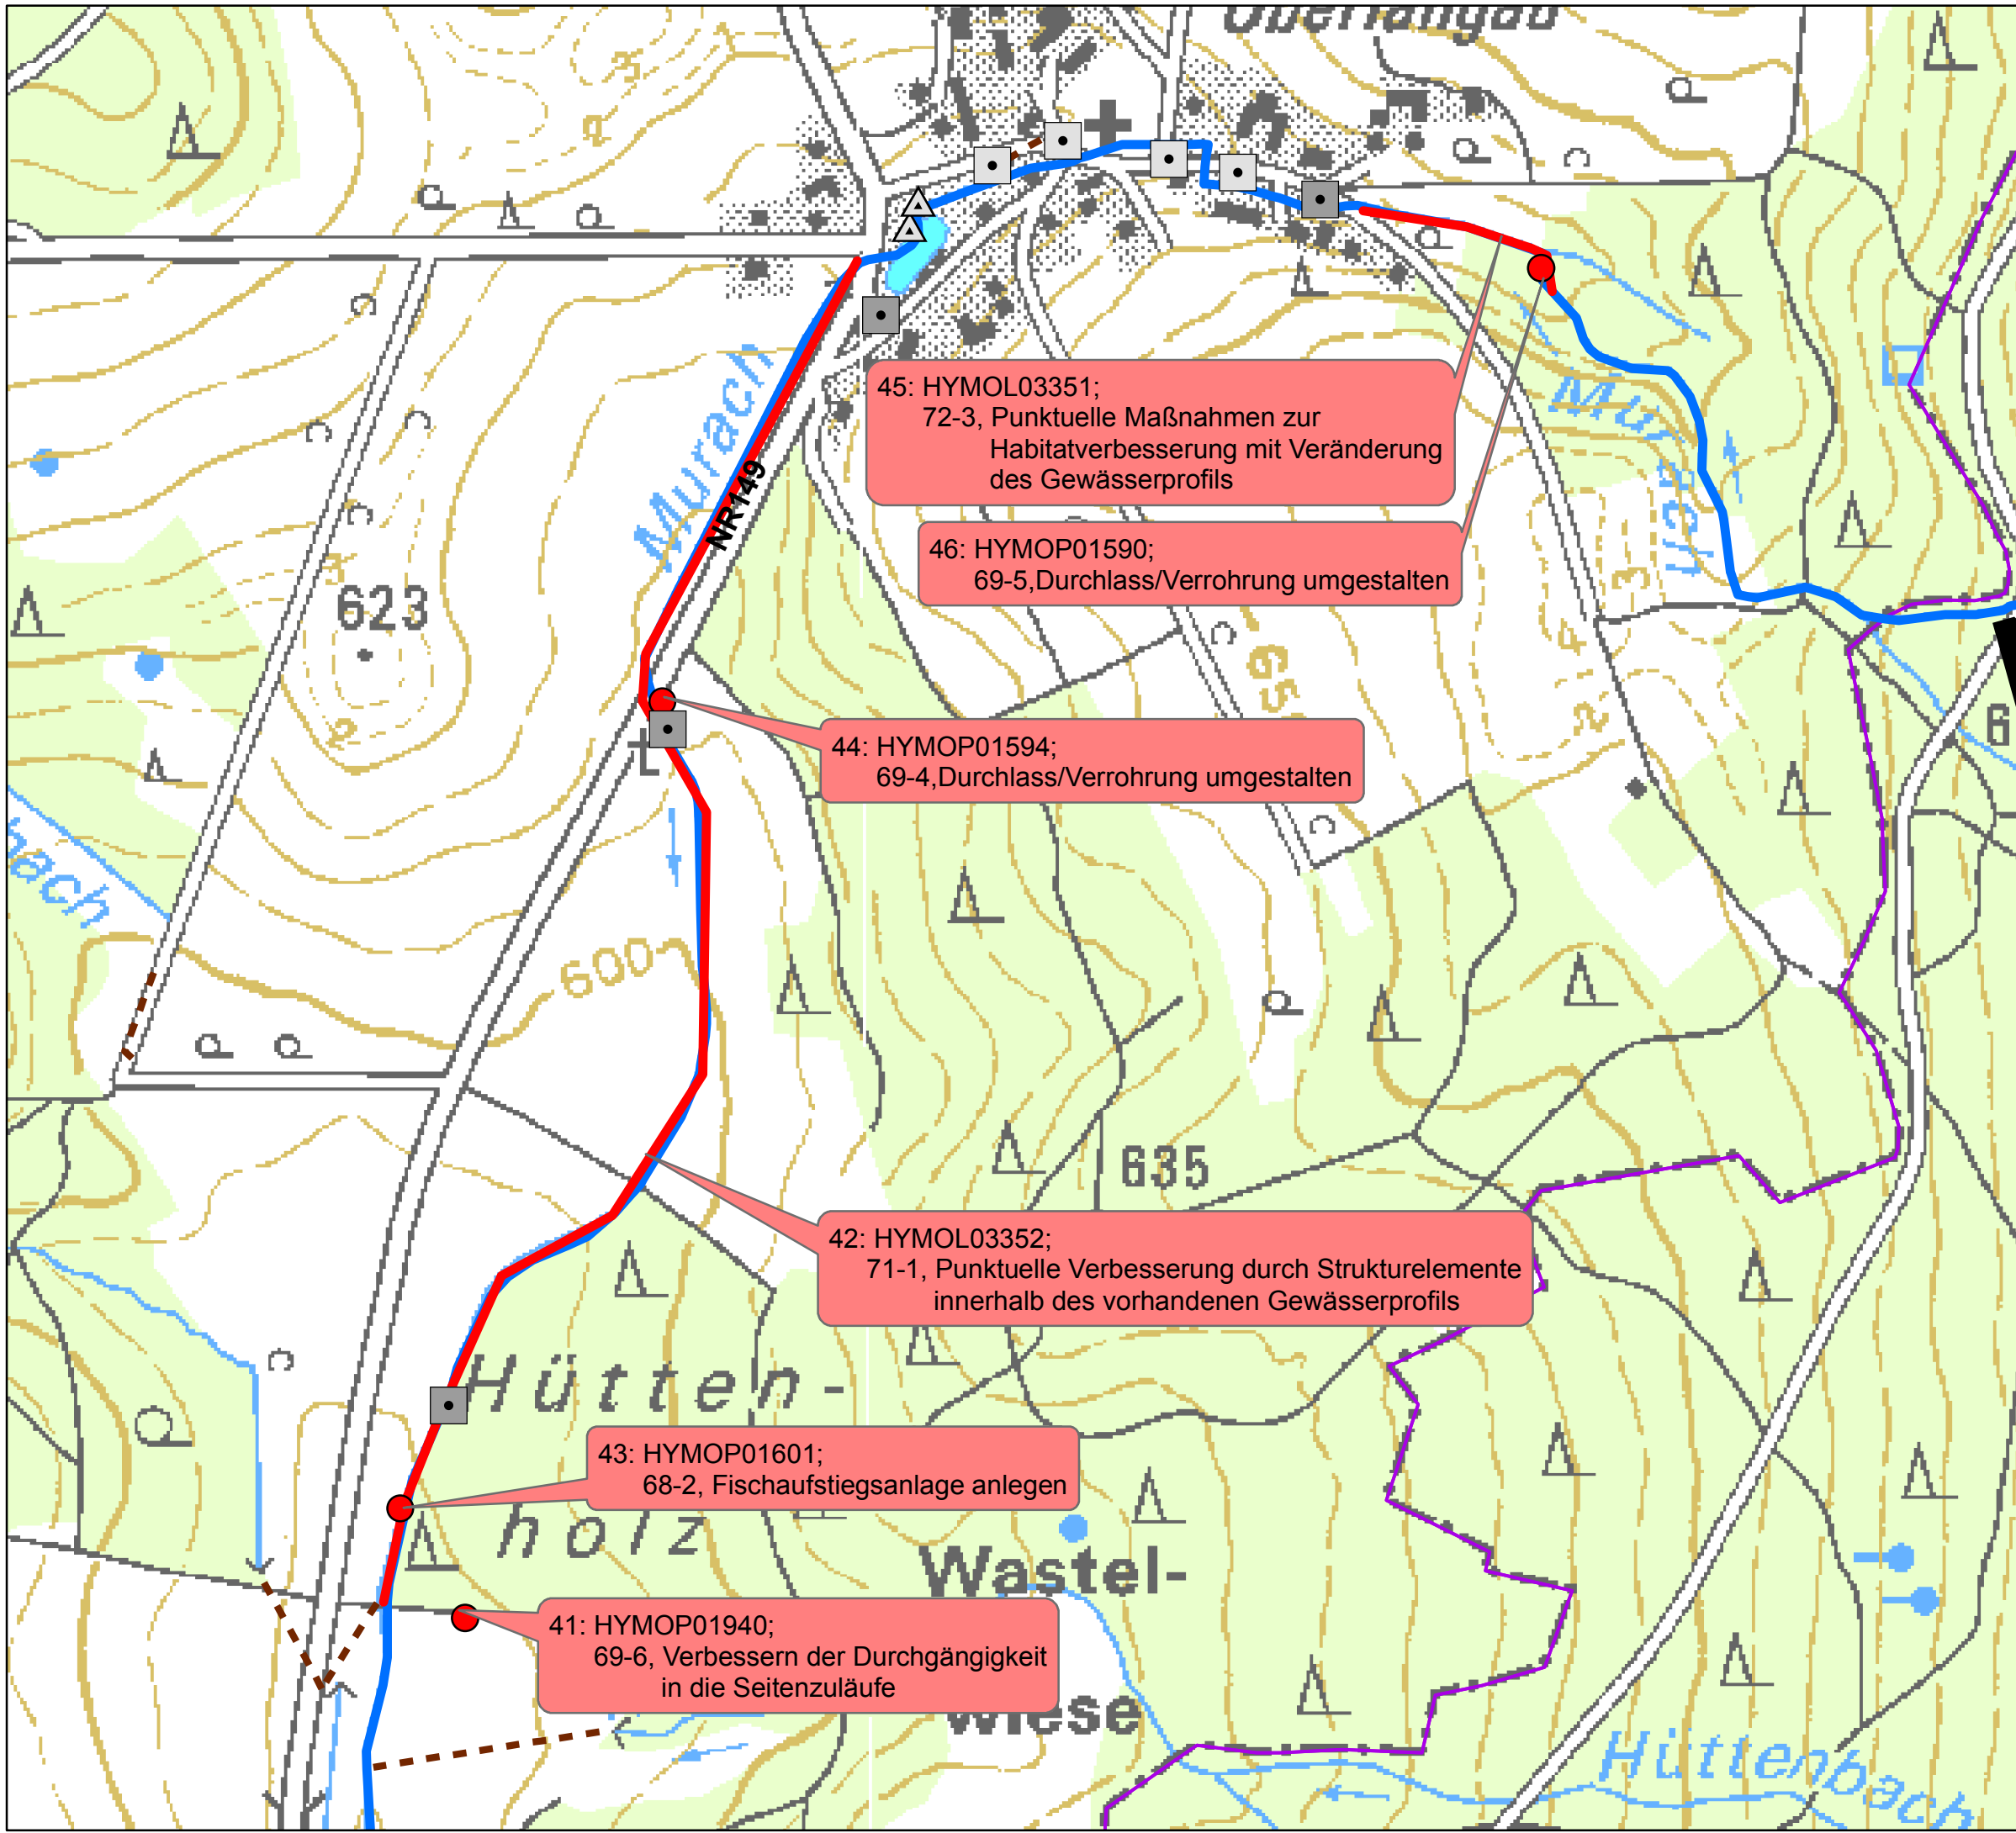 Oberlangau
Murach
NR149
45: HYMOL03351;
72-3, Punktuelle Maßnahmen zur
Habitatverbesserung mit Veränderung
des Gewässerprofils
Murach
46: HYMOP01590;
69-5,Durchlass/Verrohrung umgestalten
623
44: HYMOP01594;
69-4,Durchlass/Verrohrung umgestalten
bach
600
635
42: HYMOL03352;
71-1, Punktuelle Verbesserung durch Strukturelemente
innerhalb des vorhandenen Gewässerprofils
Hütten-
43: HYMOP01601;
68-2, Fischaufstiegsanlage anlegen
holz
Wastel-
41: HYMOP01940;
69-6, Verbessern der Durchgängigkeit
in die Seitenzuläufe
wiese
Hüttenbach